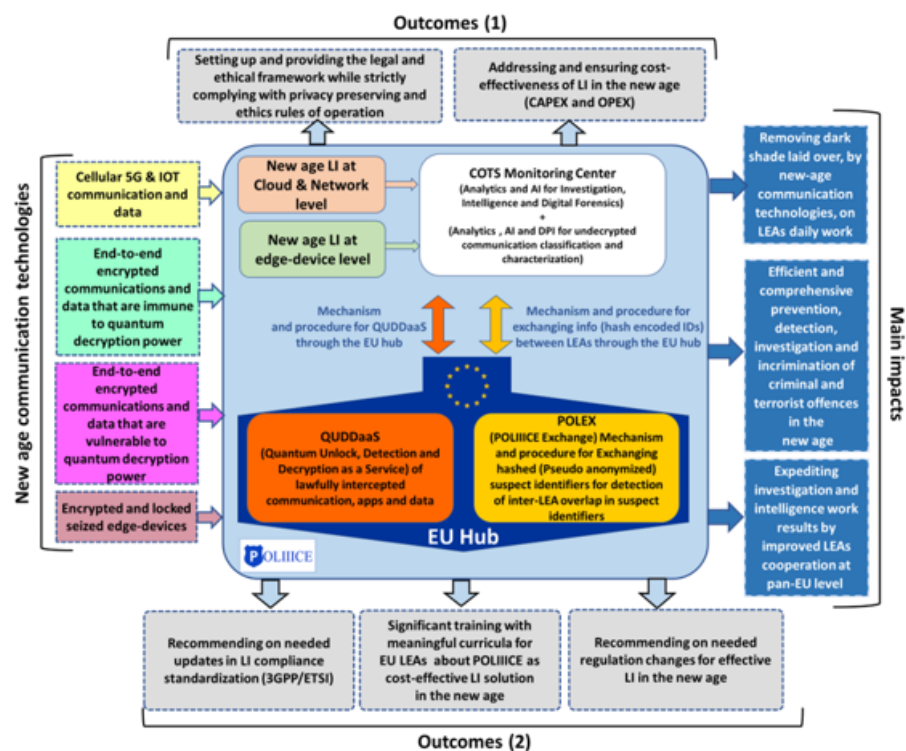 Outcomes (1)
Setting up and providing the legal and
ethical framework while strictly
complying with privacy preserving and
ethics rules of operation
Addressing and ensuring cost-
effectiveness of LI in the new age
(CAPEX and OPEX)
New age communication technologies
Cellular 5G & IOT
communication and
data
End-to-end
encrypted
communications and
data that are immune
to quantum
decryption power
End-to-end
encrypted
communications and
data that are
vulnerable to
quantum decryption
power
Encrypted and locked
seized edge-devices
New age LI at
Cloud & Network
level
New age LI at
edge-device level
COTS Monitoring Center
(Analytics and AI for Investigation,
Intelligence and Digital Forensics)
+
(Analytics , AI and DPI for undecrypted
communication classification and
characterization)
Mechanism
and procedure for QUDDaaS
through the EU hub
Mechanism and procedure for
exchanging info (hash encoded IDs)
between LEAs through the EU hub
QUDDaaS
(Quantum Unlock, Detection and
Decryption as a Service) of
lawfully intercepted
communication, apps and data
POLEX
(POLIIICE Exchange) Mechanism
and procedure for Exchanging
hashed (Pseudo anonymized)
suspect identifiers for detection
of inter-LEA overlap in suspect
identifiers
EU Hub
POLIIICE
Removing dark
shade laid over, by
new-age
communication
technologies, on
LEAs daily work
Efficient and
comprehensive
prevention,
detection,
investigation and
incrimination of
criminal and
terrorist offences in
the new age
Expediting
investigation and
intelligence work
results by
improved LEAs
cooperation at
pan-EU level
Main impacts
Recommending on needed
updates in LI compliance
standardization (3GPP/ETSI)
Significant training with
meaningful curricula for
EU LEAs about POLIIICE as
cost-effective LI solution
in the new age
Recommending on needed
regulation changes for effective
LI in the new age
Outcomes (2)